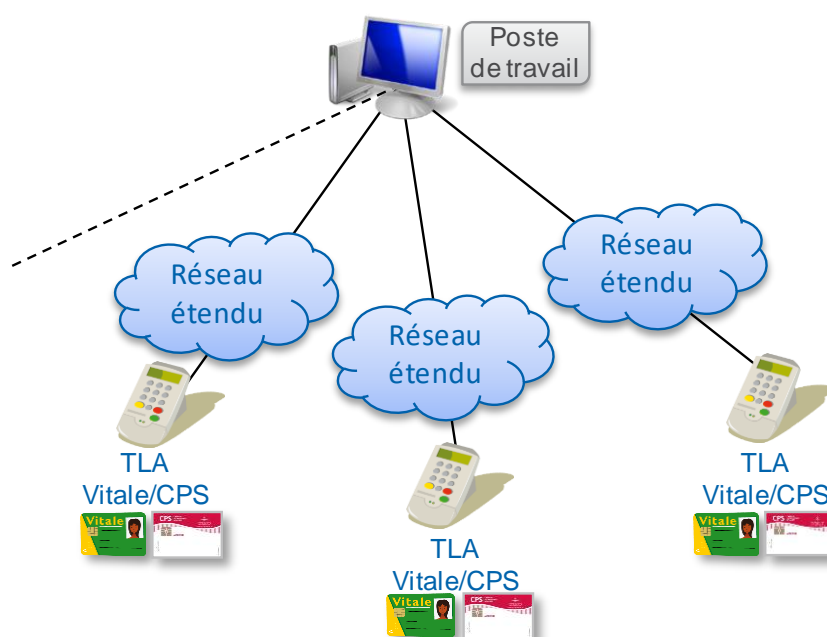 Poste
de travail
Réseau
étendu
Réseau
étendu
Réseau
étendu
TLA
Vitale/CPS
Vitale
CPS
TLA
Vitale/CPS
Vitale
CPS
TLA
Vitale/CPS
Vitale
CPS